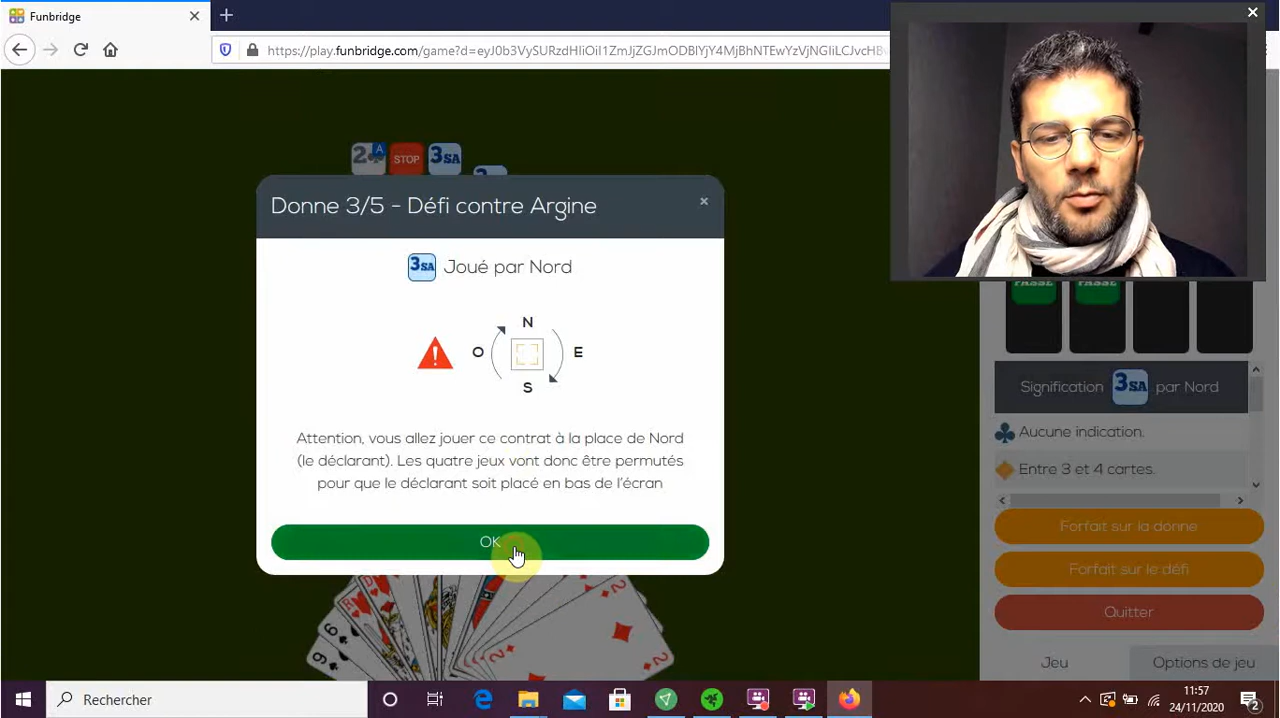 Funbridge
https://play.funbridge.com/game?d=
2♣ A STOP 3SA
Donne 3/5 - Défi contre Argine
3SA Joué par Nord
N
O E
S
Attention, vous allez jouer ce contrat à la place de Nord
(le déclarant). Les quatre jeux vont donc être permutés
pour que le déclarant soit placé en bas de l'écran
OK
PASSE PASSE
Signification 3SA par Nord
Aucune indication.
Entre 3 et 4 cartes.
Forfait sur la donne
Forfait sur le défi
Quitter
Jeu Options de jeu
Rechercher
11:57
24/11/2020
2